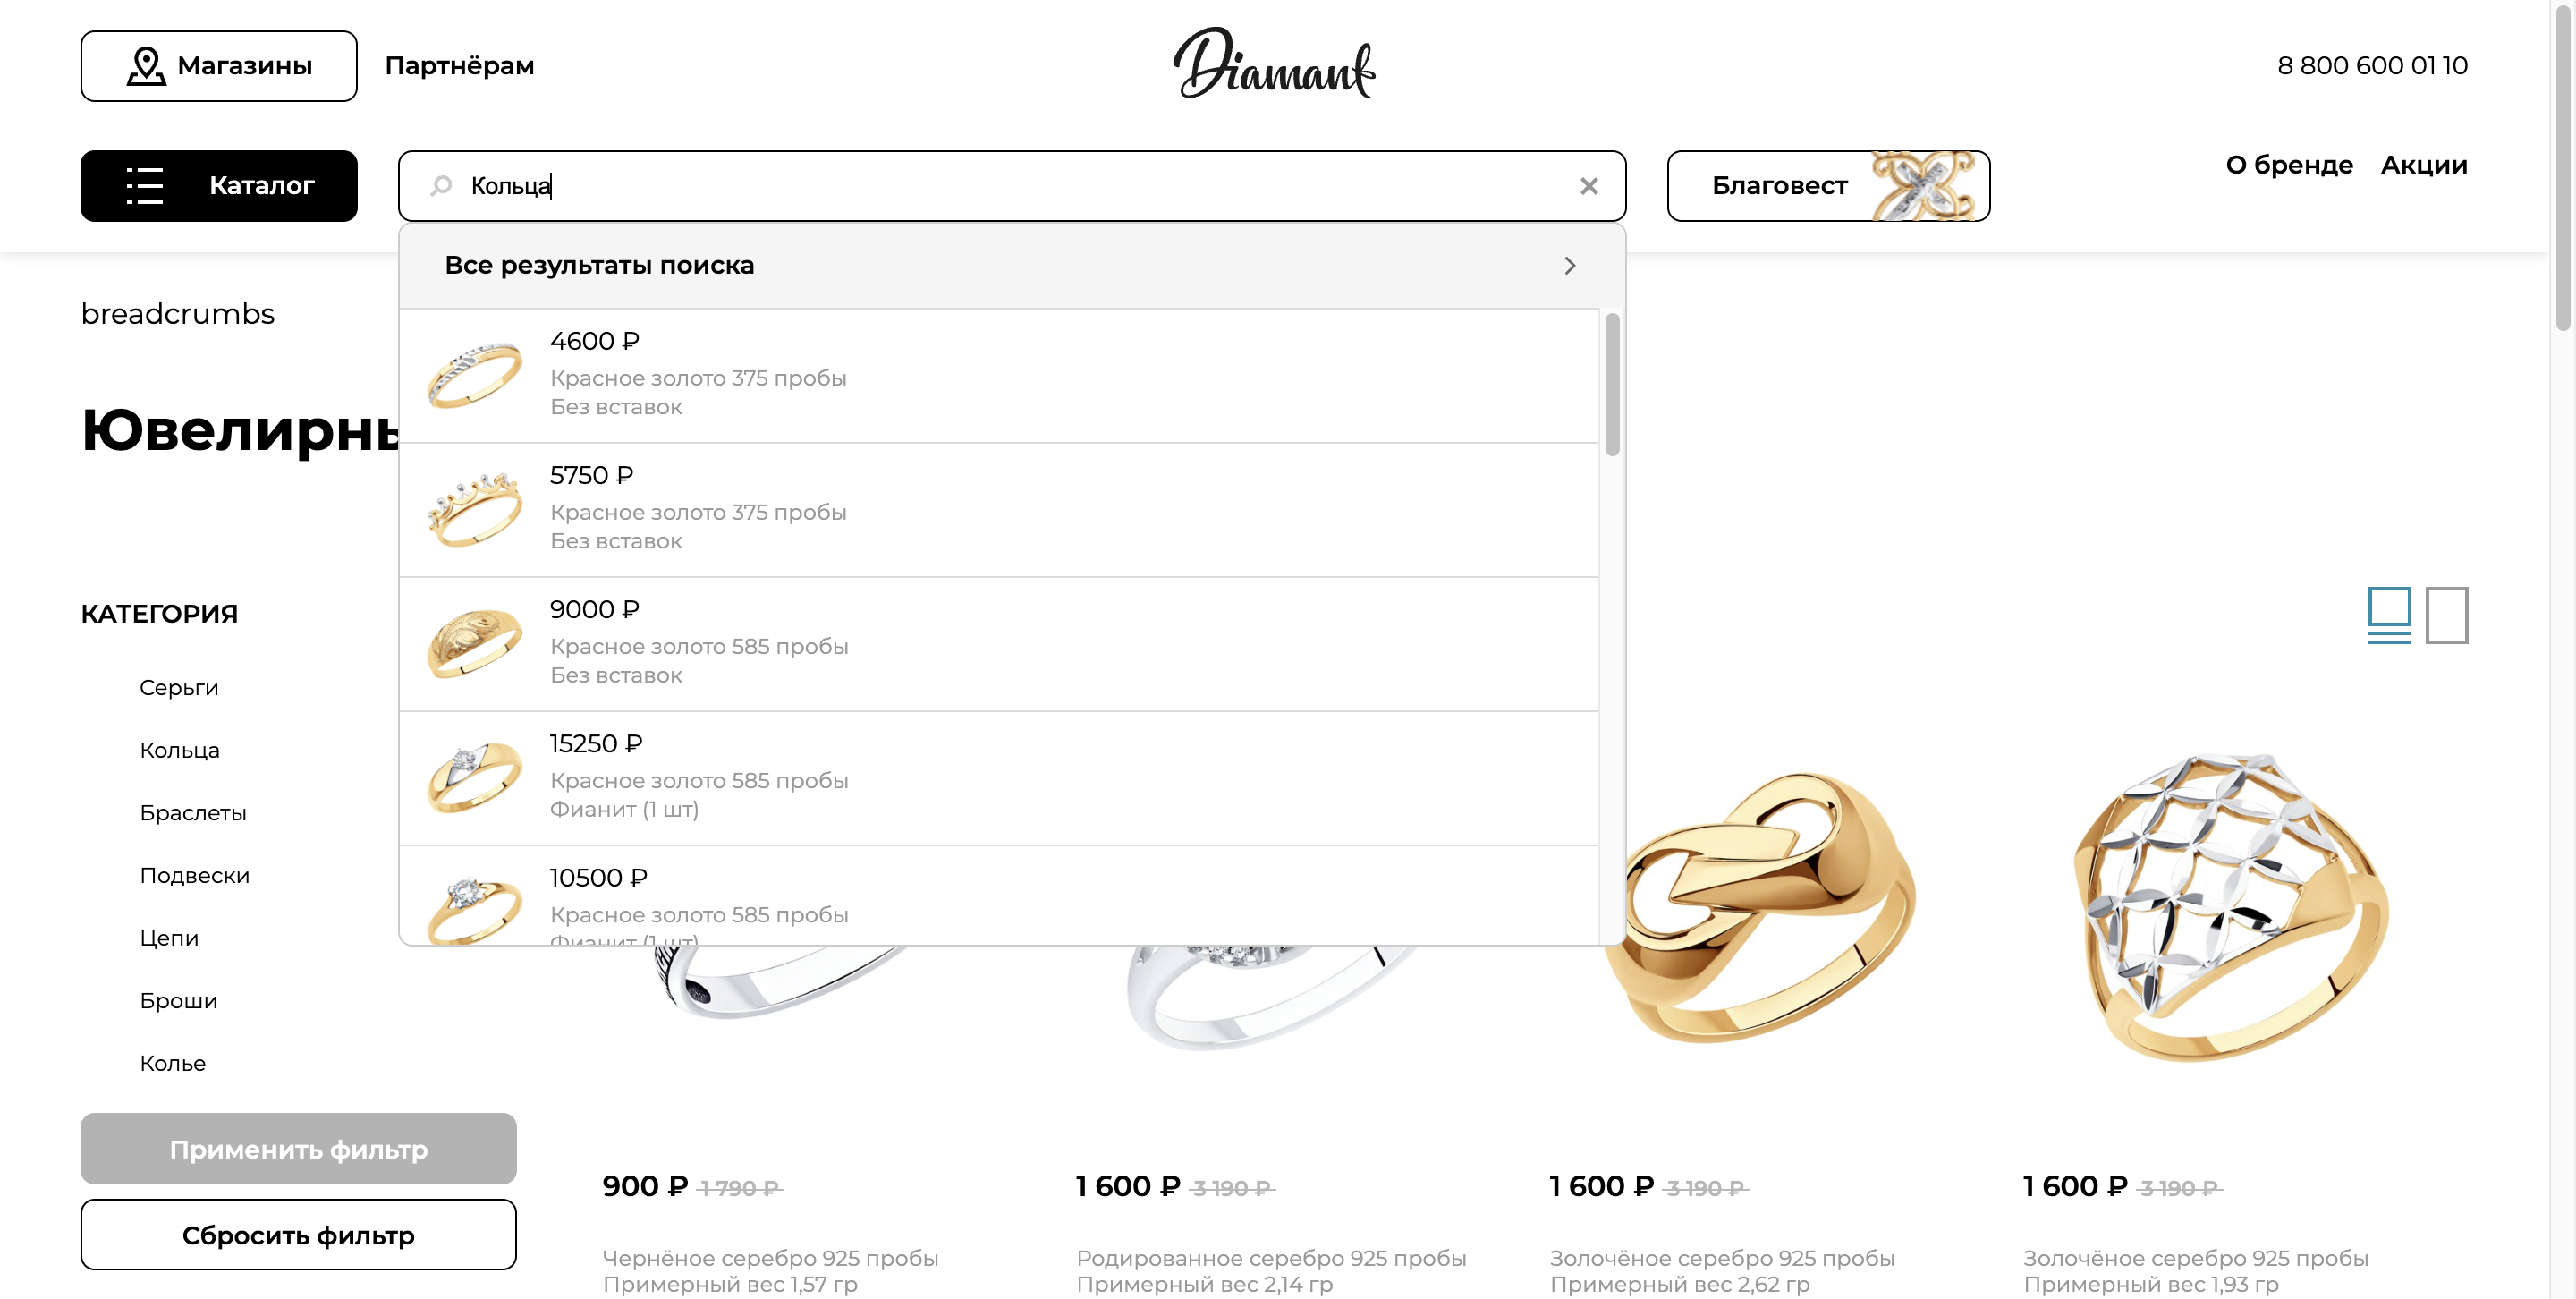 Магазины
Партнёрам
Diamant
8 800 600 01 10
Каталог
Кольца
Благовест
О бренде
Акции
Все результаты поиска
breadcrumbs
4600 ₽
Красное золото 375 пробы
Без вставок
5750 ₽
Красное золото 375 пробы
Без вставок
9000 ₽
Красное золото 585 пробы
Без вставок
15250 ₽
Красное золото 585 пробы
Фианит (1 шт)
10500 ₽
Красное золото 585 пробы
Фианит (1 шт)
КАТЕГОРИЯ
Серьги
Кольца
Браслеты
Подвески
Цепи
Броши
Колье
Применить фильтр
Сбросить фильтр
900 ₽ 1 790 ₽
Чернёное серебро 925 пробы
Примерный вес 1,57 гр
1 600 ₽ 3 190 ₽
Родированное серебро 925 пробы
Примерный вес 2,14 гр
1 600 ₽ 3 190 ₽
Золочёное серебро 925 пробы
Примерный вес 2,62 гр
1 600 ₽ 3 190 ₽
Золочёное серебро 925 пробы
Примерный вес 1,93 гр